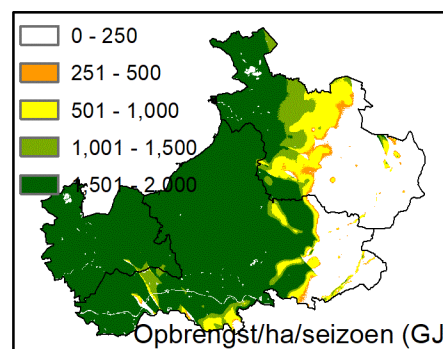 0 - 250
251 - 500
501 - 1,000
1,001 - 1,500
1,501 - 2,000
Opbrengst/ha/seizoen (GJ